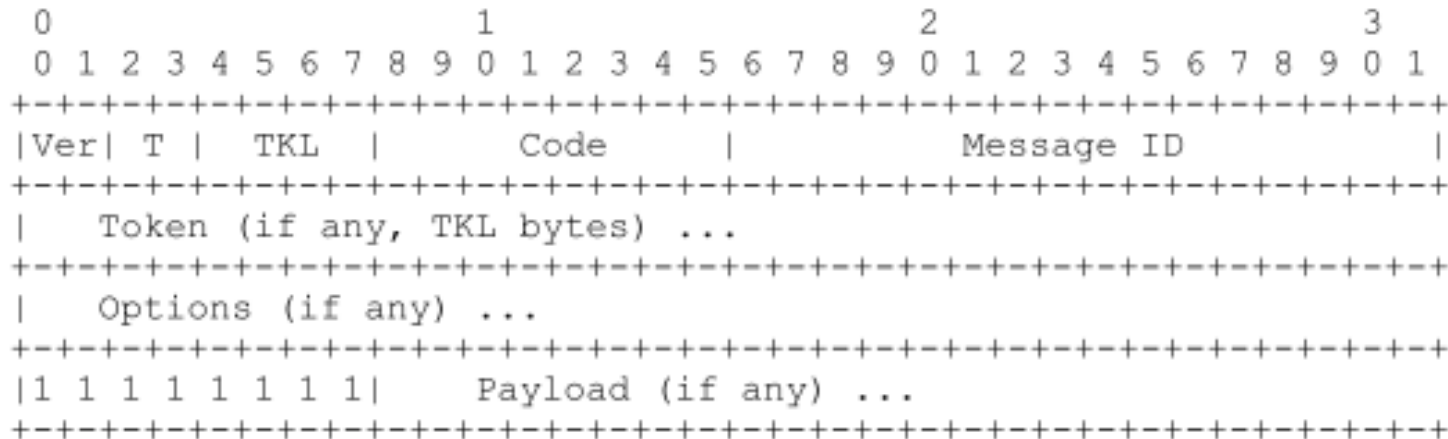 0                   1                   2                   3
 0 1 2 3 4 5 6 7 8 9 0 1 2 3 4 5 6 7 8 9 0 1 2 3 4 5 6 7 8 9 0 1
+-+-+-+-+-+-+-+-+-+-+-+-+-+-+-+-+-+-+-+-+-+-+-+-+-+-+-+-+-+-+-+-+
|Ver| T |  TKL  |      Code     |          Message ID           |
+-+-+-+-+-+-+-+-+-+-+-+-+-+-+-+-+-+-+-+-+-+-+-+-+-+-+-+-+-+-+-+-+
|   Token (if any, TKL bytes) ...
+-+-+-+-+-+-+-+-+-+-+-+-+-+-+-+-+-+-+-+-+-+-+-+-+-+-+-+-+-+-+-+-+
|   Options (if any) ...
+-+-+-+-+-+-+-+-+-+-+-+-+-+-+-+-+-+-+-+-+-+-+-+-+-+-+-+-+-+-+-+-+
|1 1 1 1 1 1 1 1|    Payload (if any) ...
+-+-+-+-+-+-+-+-+-+-+-+-+-+-+-+-+-+-+-+-+-+-+-+-+-+-+-+-+-+-+-+-+